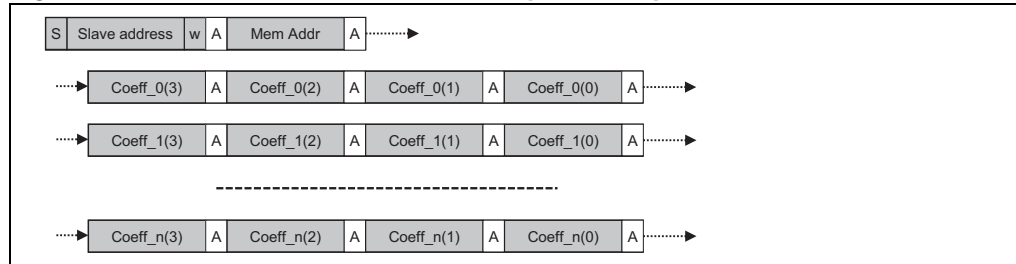 S Slave address w A Mem Addr A
Coeff_0(3) A Coeff_0(2) A Coeff_0(1) A Coeff_0(0) A
Coeff_1(3) A Coeff_1(2) A Coeff_1(1) A Coeff_1(0) A
Coeff_n(3) A Coeff_n(2) A Coeff_n(1) A Coeff_n(0) A